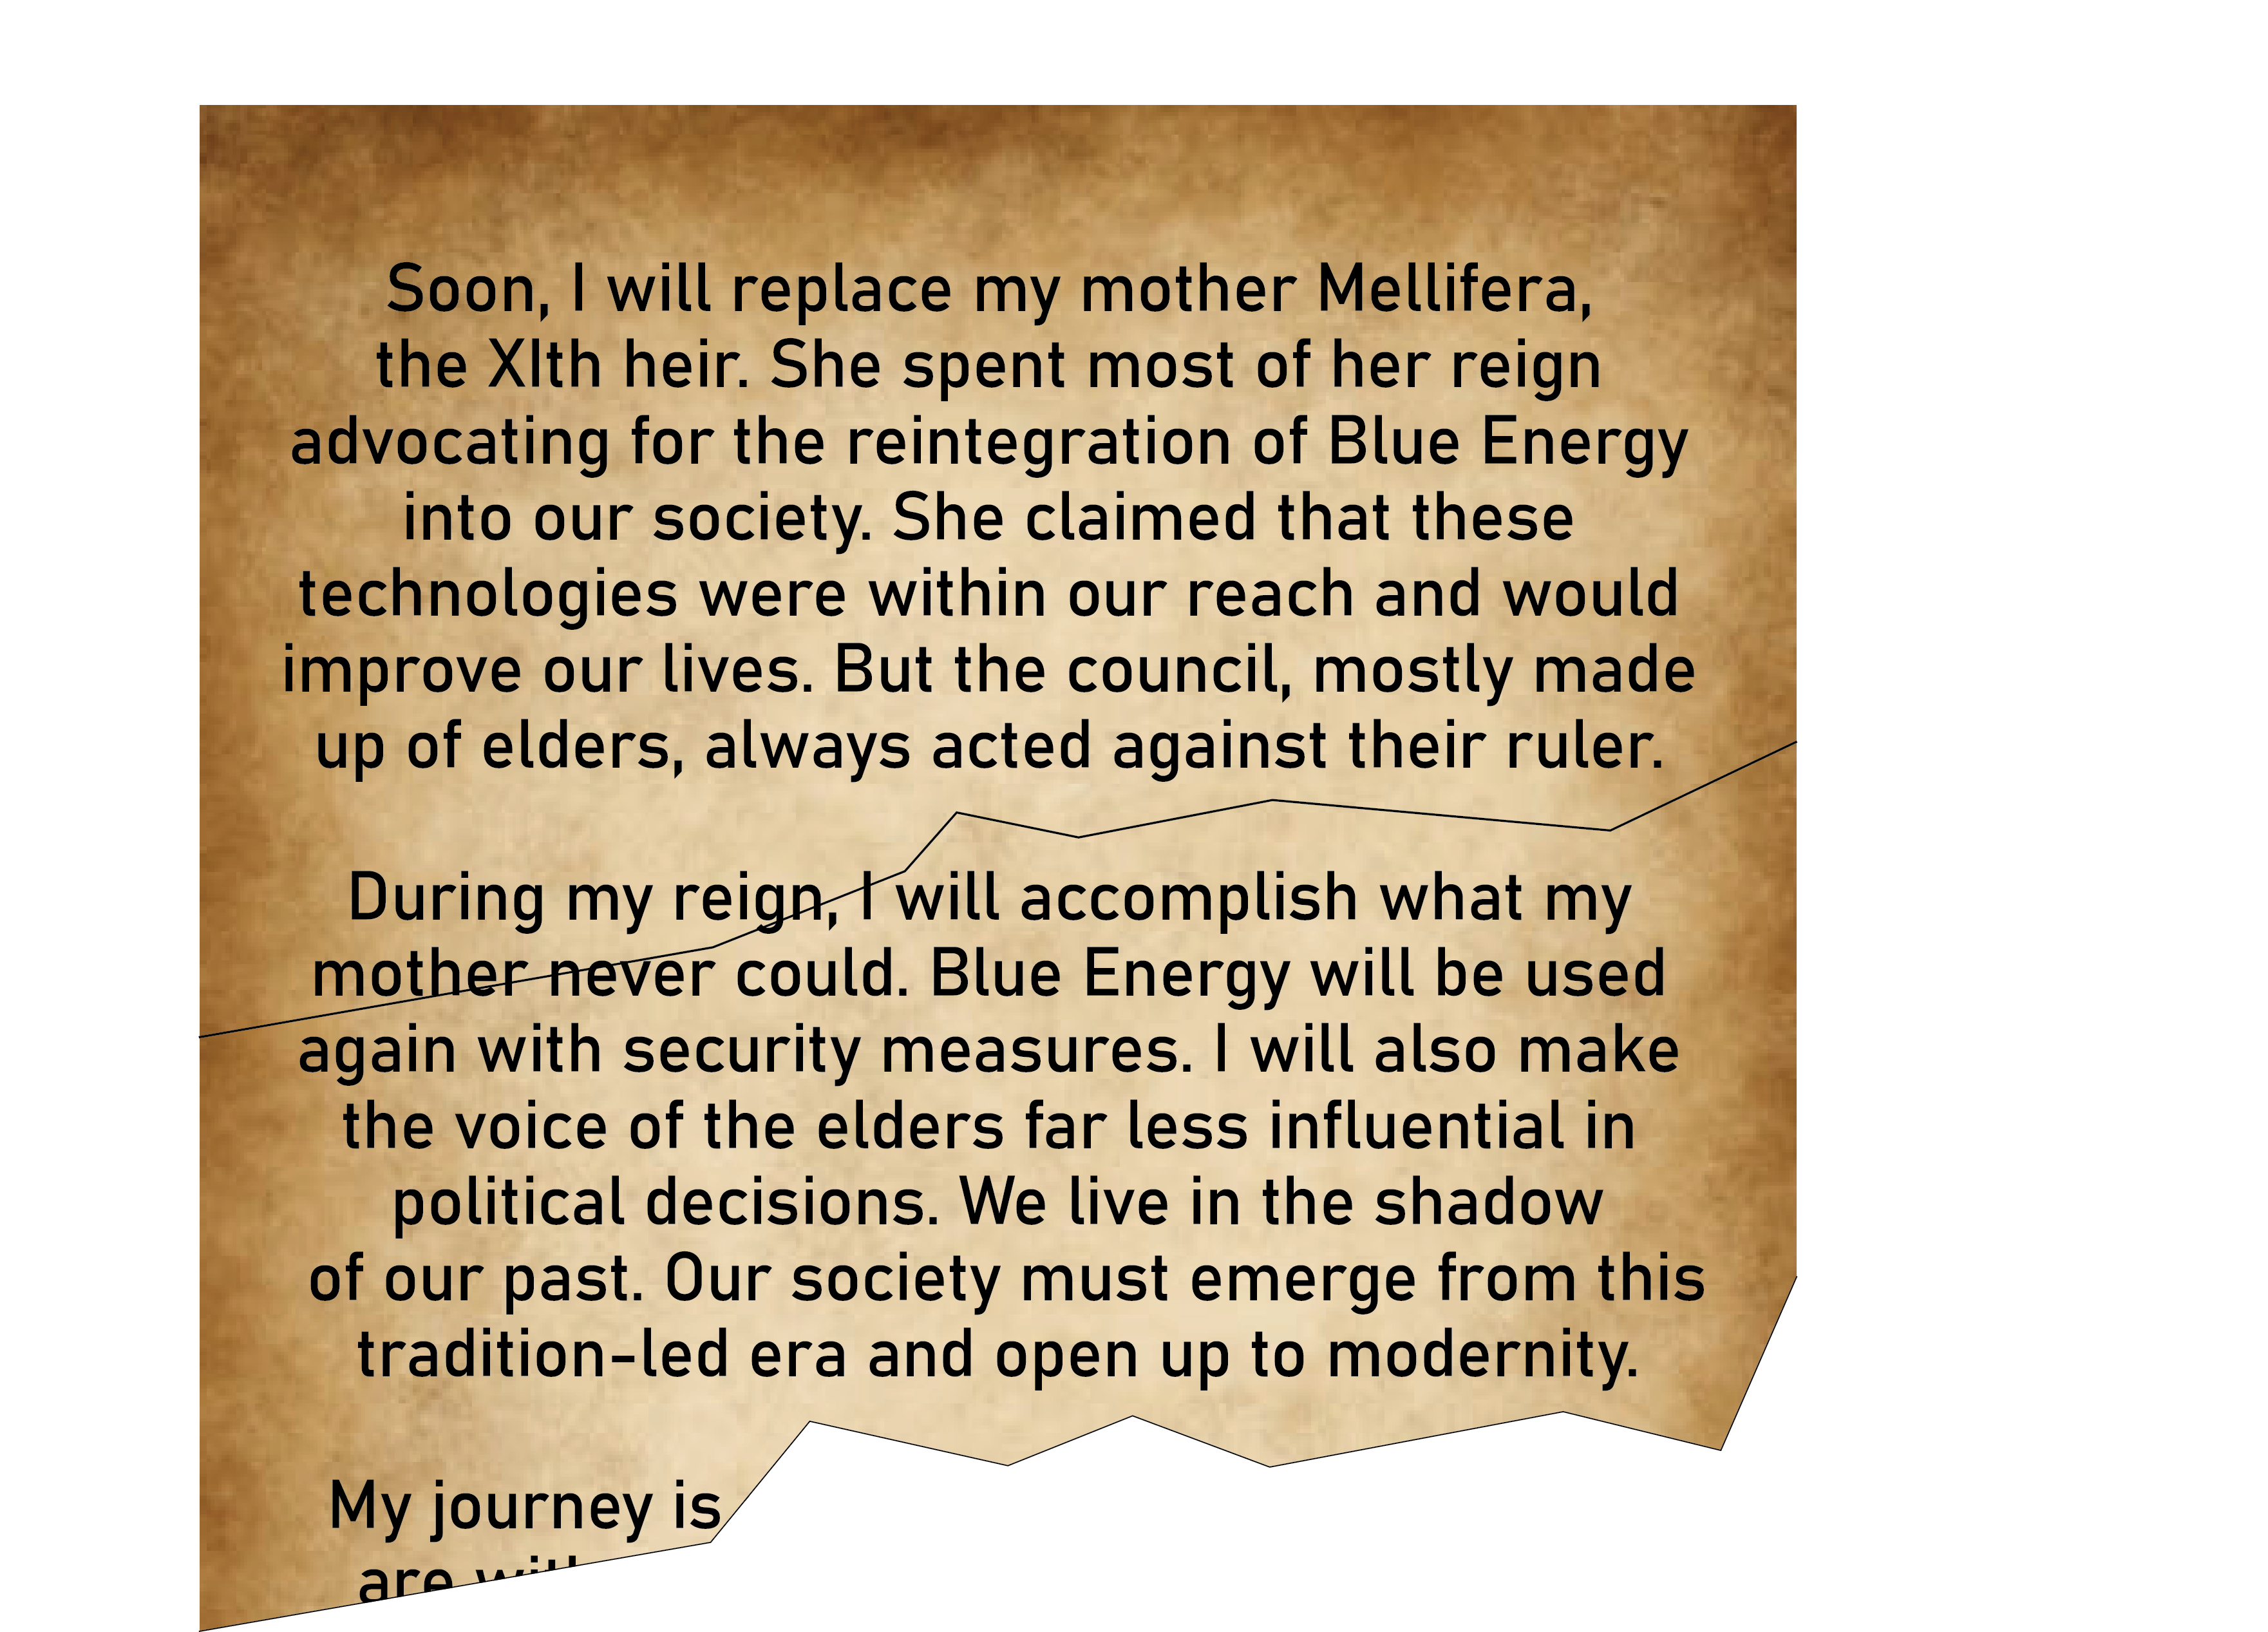 Soon, I will replace my mother Mellifera,
the XIth heir. She spent most of her reign
advocating for the reintegration of Blue Energy
into our society. She claimed that these
technologies were within our reach and would
improve our lives. But the council, mostly made
up of elders, always acted against their ruler.
During my reign, I will accomplish what my
mother never could. Blue Energy will be used
again with security measures. I will also make
the voice of the elders far less influential in
political decisions. We live in the shadow
of our past. Our society must emerge from this
tradition-led era and open up to modernity.
My journey is
are